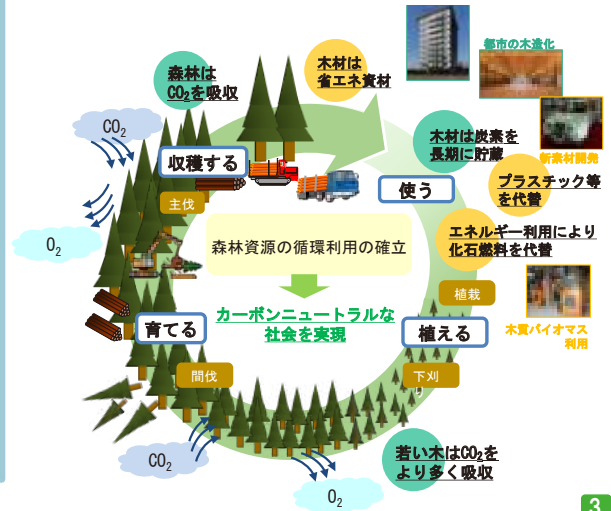 都市の木造化
森林は
CO₂を吸収
木材は
省エネ資材
CO₂
収穫する
木材は炭素を
長期に貯蔵
新素材開発
使う
プラスチック等
を代替
主伐
O₂
森林資源の循環利用の確立
エネルギー利用により
化石燃料を代替
植栽
カーボンニュートラルな
社会を実現
育てる
植える
木質バイオマス
利用
間伐
下刈
CO₂
若い木はCO₂を
より多く吸収
O₂
3